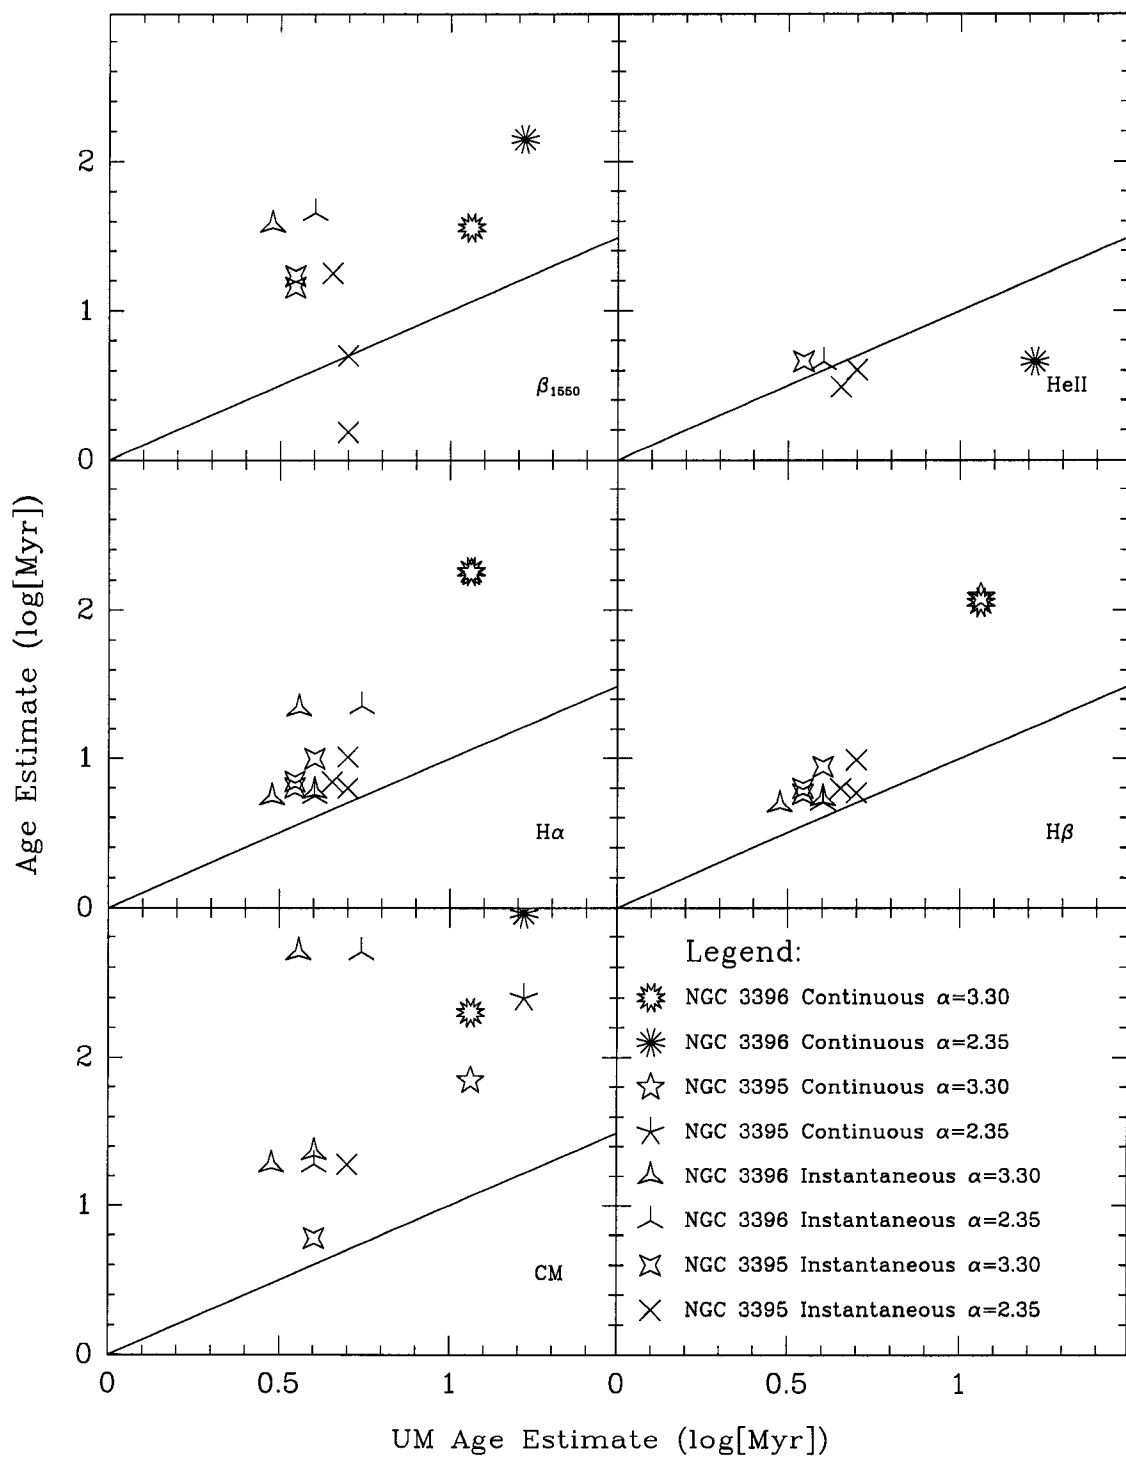 2
1
0
β1550
HeII
Age Estimate (log[Myr])
2
1
0
Hα
Hβ
2
1
0
CM
Legend:
NGC 3396 Continuous α=3.30
NGC 3396 Continuous α=2.35
NGC 3395 Continuous α=3.30
NGC 3395 Continuous α=2.35
NGC 3396 Instantaneous α=3.30
NGC 3396 Instantaneous α=2.35
NGC 3395 Instantaneous α=3.30
NGC 3395 Instantaneous α=2.35
0 0.5 1 0 0.5 1
UM Age Estimate (log[Myr])